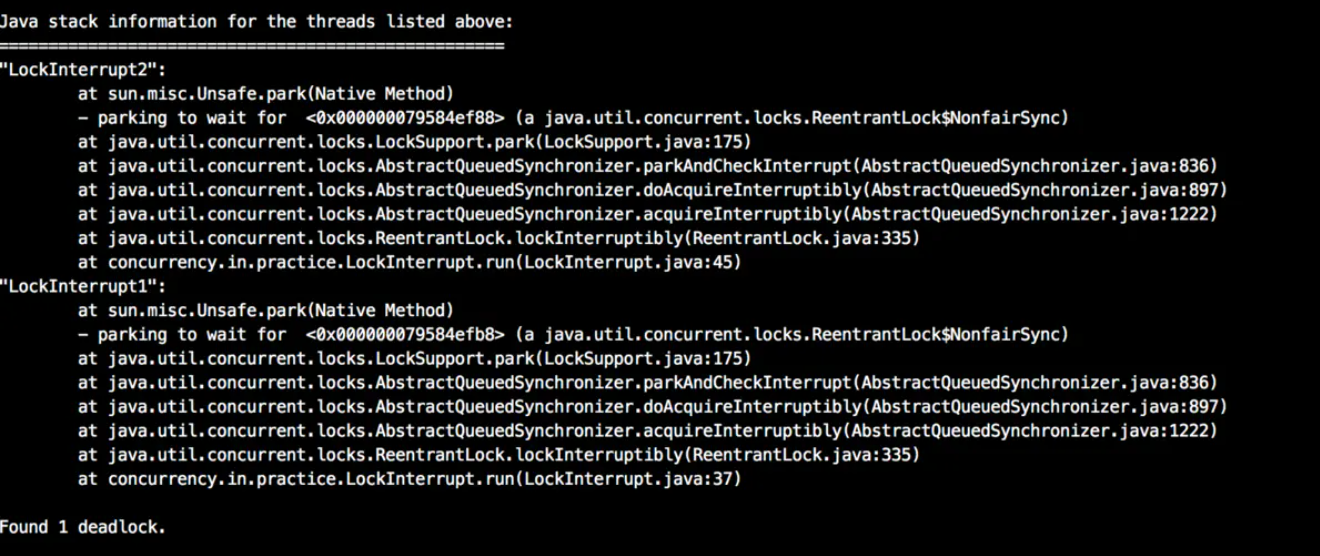 Java stack information for the threads listed above:
===================================================
"LockInterrupt2":
        at sun.misc.Unsafe.park(Native Method)
        - parking to wait for  <0x000000079584ef88> (a java.util.concurrent.locks.ReentrantLock$NonfairSync)
        at java.util.concurrent.locks.LockSupport.park(LockSupport.java:175)
        at java.util.concurrent.locks.AbstractQueuedSynchronizer.parkAndCheckInterrupt(AbstractQueuedSynchronizer.java:836)
        at java.util.concurrent.locks.AbstractQueuedSynchronizer.doAcquireInterruptibly(AbstractQueuedSynchronizer.java:897)
        at java.util.concurrent.locks.AbstractQueuedSynchronizer.acquireInterruptibly(AbstractQueuedSynchronizer.java:1222)
        at java.util.concurrent.locks.ReentrantLock.lockInterruptibly(ReentrantLock.java:335)
        at concurrency.in.practice.LockInterrupt.run(LockInterrupt.java:45)
"LockInterrupt1":
        at sun.misc.Unsafe.park(Native Method)
        - parking to wait for  <0x000000079584efb8> (a java.util.concurrent.locks.ReentrantLock$NonfairSync)
        at java.util.concurrent.locks.LockSupport.park(LockSupport.java:175)
        at java.util.concurrent.locks.AbstractQueuedSynchronizer.parkAndCheckInterrupt(AbstractQueuedSynchronizer.java:836)
        at java.util.concurrent.locks.AbstractQueuedSynchronizer.doAcquireInterruptibly(AbstractQueuedSynchronizer.java:897)
        at java.util.concurrent.locks.AbstractQueuedSynchronizer.acquireInterruptibly(AbstractQueuedSynchronizer.java:1222)
        at java.util.concurrent.locks.ReentrantLock.lockInterruptibly(ReentrantLock.java:335)
        at concurrency.in.practice.LockInterrupt.run(LockInterrupt.java:37)

Found 1 deadlock.